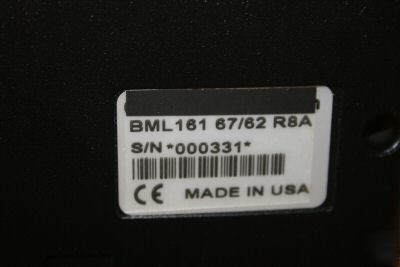 BML161 67/62 R8A
S/N *000331*
CE MADE IN USA